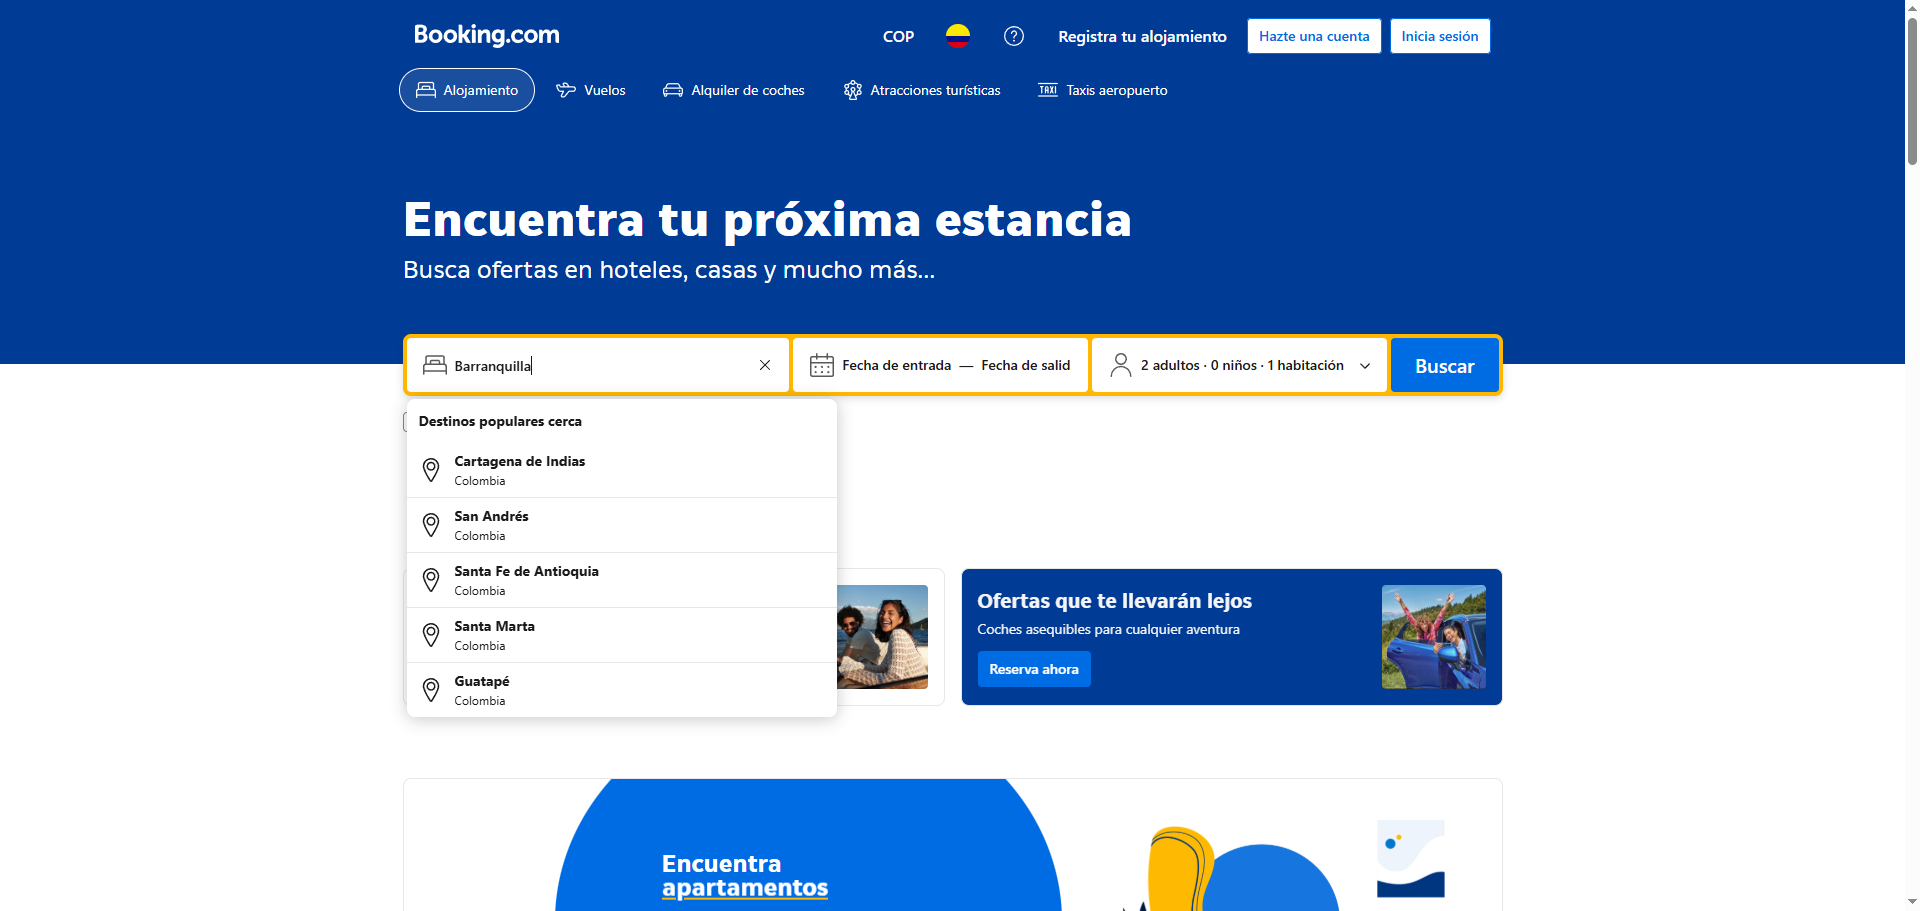 Booking.com
COP
Registra tu alojamiento
Hazte una cuenta
Inicia sesión
Alojamiento
Vuelos
Alquiler de coches
Atracciones turísticas
TAXI
Taxis aeropuerto
Encuentra tu próxima estancia
Busca ofertas en hoteles, casas y mucho más...
Barranquilla
Fecha de entrada — Fecha de salid
2 adultos · 0 niños · 1 habitación
Buscar
Destinos populares cerca
Cartagena de Indias
Colombia
San Andrés
Colombia
Santa Fe de Antioquia
Colombia
Santa Marta
Colombia
Guatapé
Colombia
Ofertas que te llevarán lejos
Coches asequibles para cualquier aventura
Reserva ahora
Encuentra
apartamentos